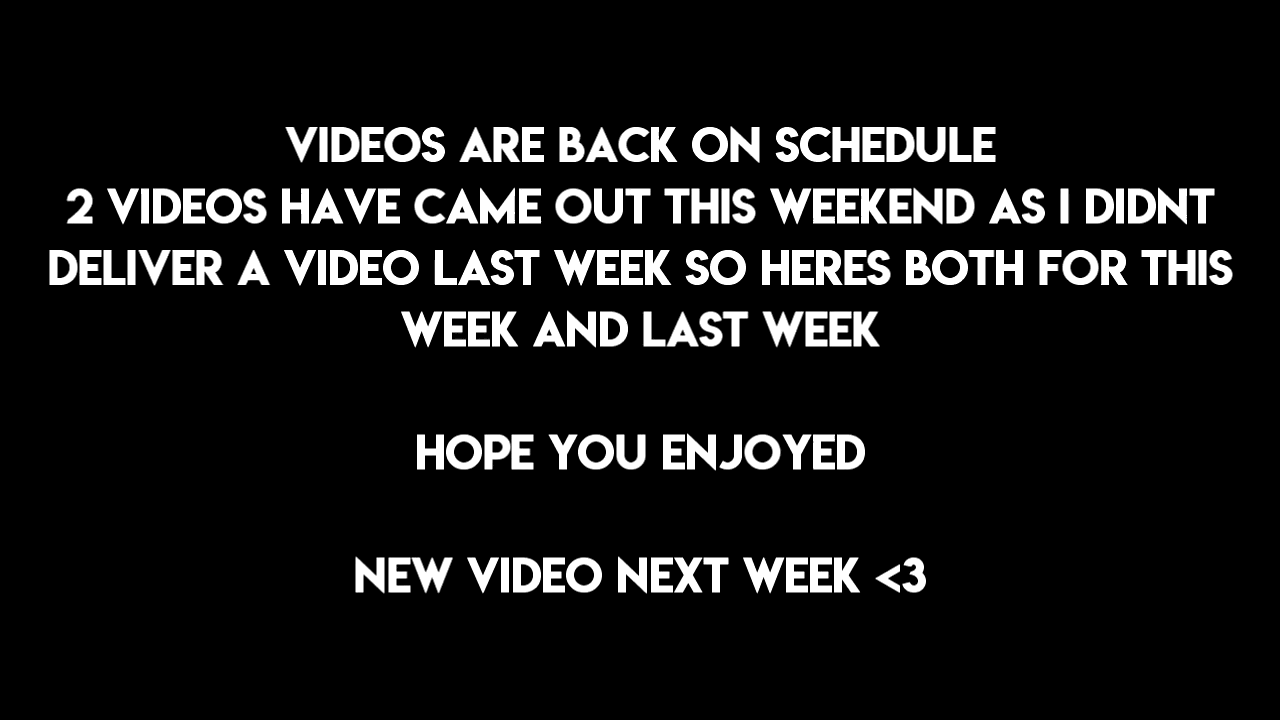 VIDEOS ARE BACK ON SCHEDULE
2 VIDEOS HAVE CAME OUT THIS WEEKEND AS I DIDNT
DELIVER A VIDEO LAST WEEK SO HERES BOTH FOR THIS
WEEK AND LAST WEEK
HOPE YOU ENJOYED
NEW VIDEO NEXT WEEK <3